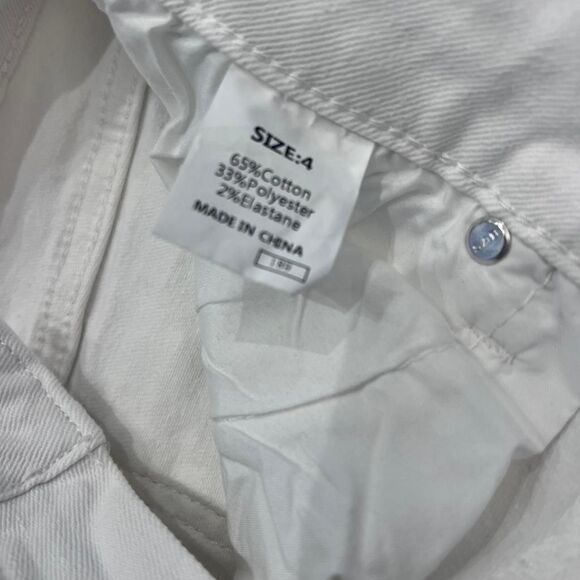 SIZE:4
65%Cotton
33%Polyester
2%Elastane
MADE IN CHINA